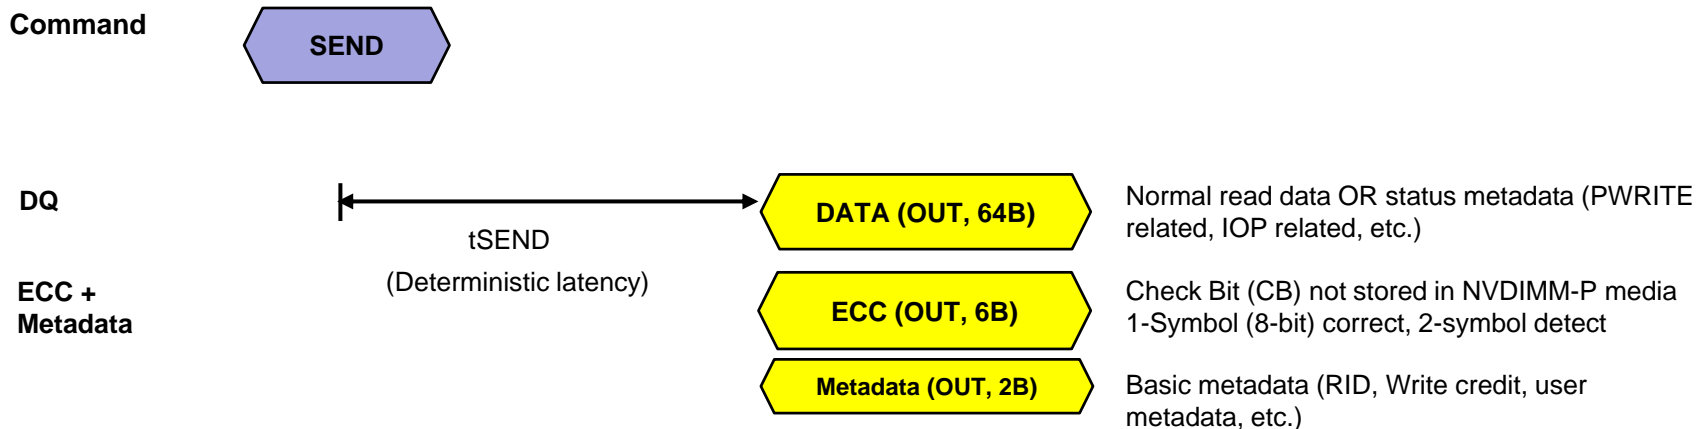 Command
SEND
DQ
tSEND
(Deterministic latency)
DATA (OUT, 64B)
Normal read data OR status metadata (PWRITE
related, IOP related, etc.)
ECC +
Metadata
ECC (OUT, 6B)
Check Bit (CB) not stored in NVDIMM-P media
1-Symbol (8-bit) correct, 2-symbol detect
Metadata (OUT, 2B)
Basic metadata (RID, Write credit, user
metadata, etc.)